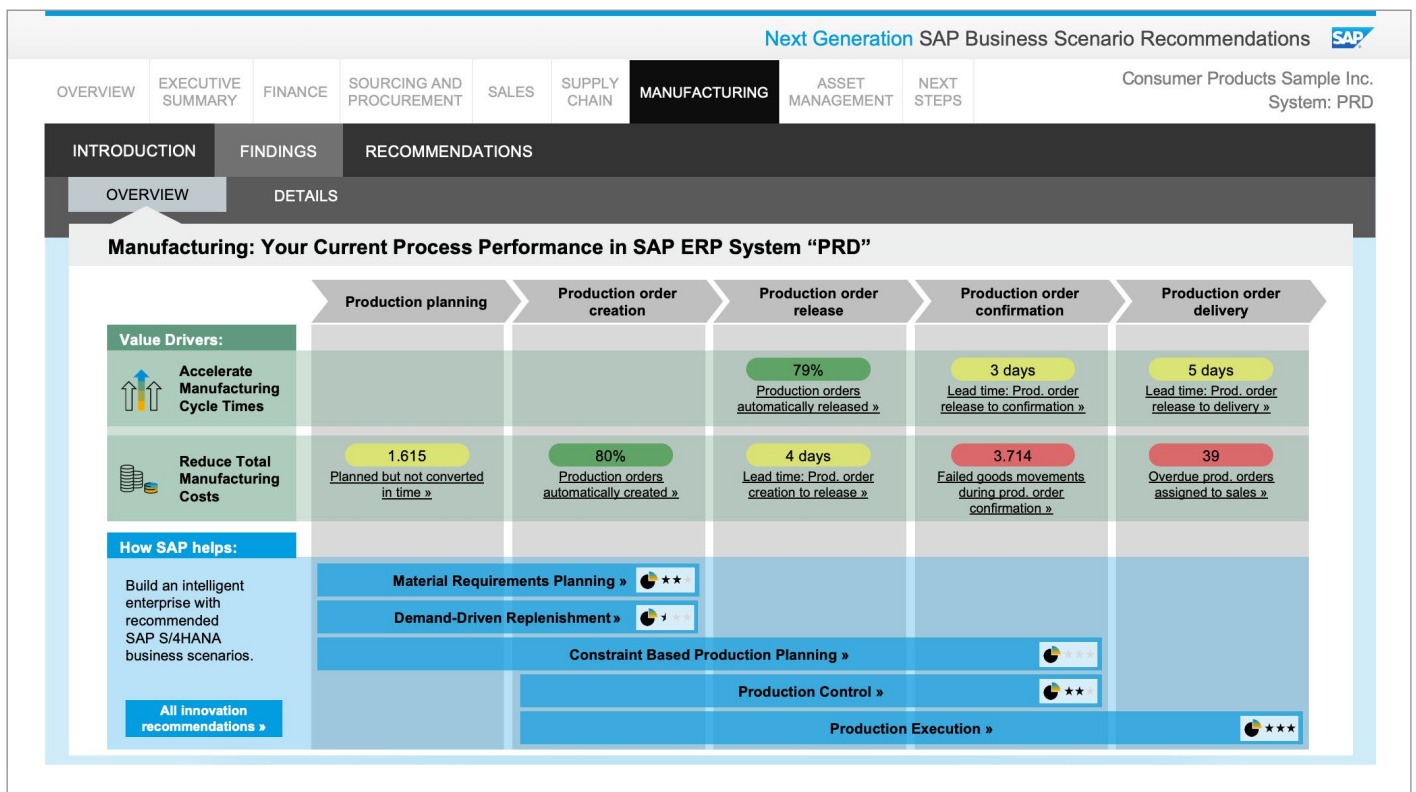 Next Generation SAP Business Scenario Recommendations
SAP
OVERVIEW
EXECUTIVE
SUMMARY
FINANCE
SOURCING AND
PROCUREMENT
SALES
SUPPLY
CHAIN
MANUFACTURING
ASSET
MANAGEMENT
NEXT
STEPS
Consumer Products Sample Inc.
System: PRD
INTRODUCTION
FINDINGS
RECOMMENDATIONS
OVERVIEW
DETAILS
Manufacturing: Your Current Process Performance in SAP ERP System “PRD”
Production planning
Production order
creation
Production order
release
Production order
confirmation
Production order
delivery
Value Drivers:
Accelerate
Manufacturing
Cycle Times
79%
Production orders
automatically released »
3 days
Lead time: Prod. order
release to confirmation »
5 days
Lead time: Prod. order
release to delivery »
Reduce Total
Manufacturing
Costs
1.615
Planned but not converted
in time »
80%
Production orders
automatically created »
4 days
Lead time: Prod. order
creation to release »
3.714
Failed goods movements
during prod. order
confirmation »
39
Overdue prod. orders
assigned to sales »
How SAP helps:
Build an intelligent
enterprise with
recommended
SAP S/4HANA
business scenarios.
All innovation
recommendations »
Material Requirements Planning »
Demand-Driven Replenishment »
Constraint Based Production Planning »
Production Control »
Production Execution »